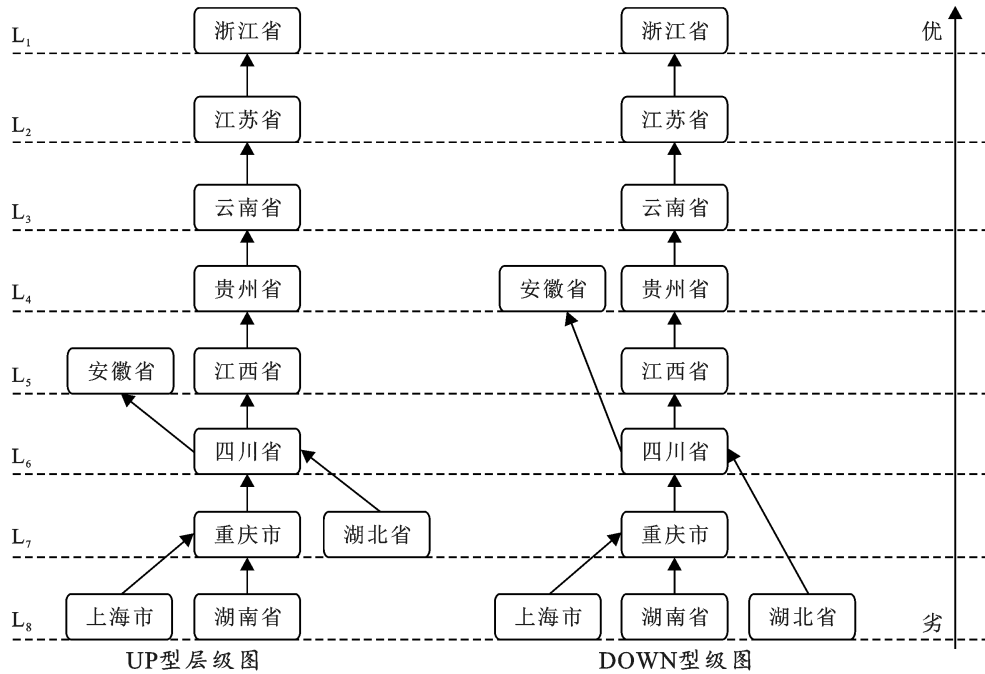 L₁ 浙江省 浙江省 优
L₂ 江苏省 江苏省
L₃ 云南省 云南省
L₄ 贵州省 安徽省 贵州省
L₅ 安徽省 江西省 江西省
L₆ 四川省 四川省
L₇ 重庆市 湖北省 重庆市
L₈ 上海市 湖南省 上海市 湖南省 湖北省 劣
UP型层级图 DOWN型级图